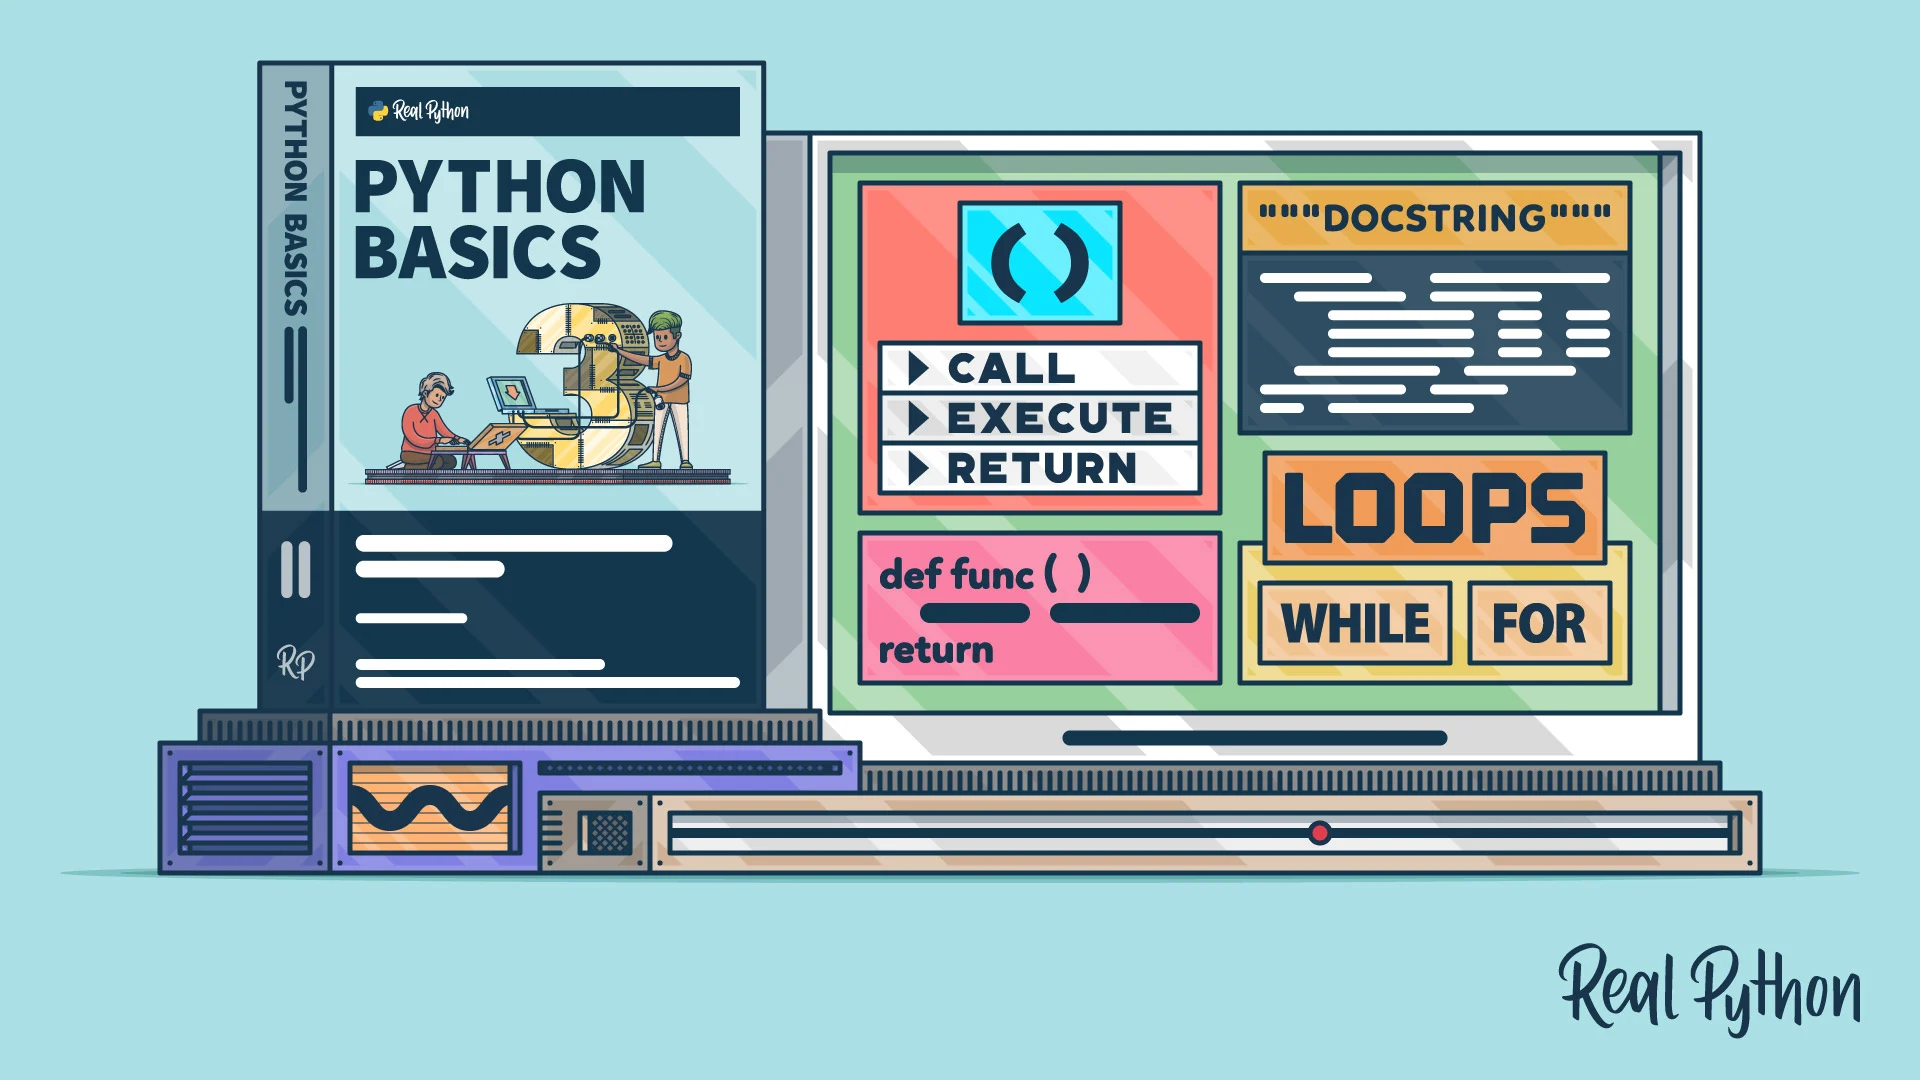 PYTHON BASICS
Real Python
PYTHON
BASICS
3
RP
( )
CALL
EXECUTE
RETURN
def func ( )
return
"""DOCSTRING"""
LOOPS
WHILE
FOR
Real Python